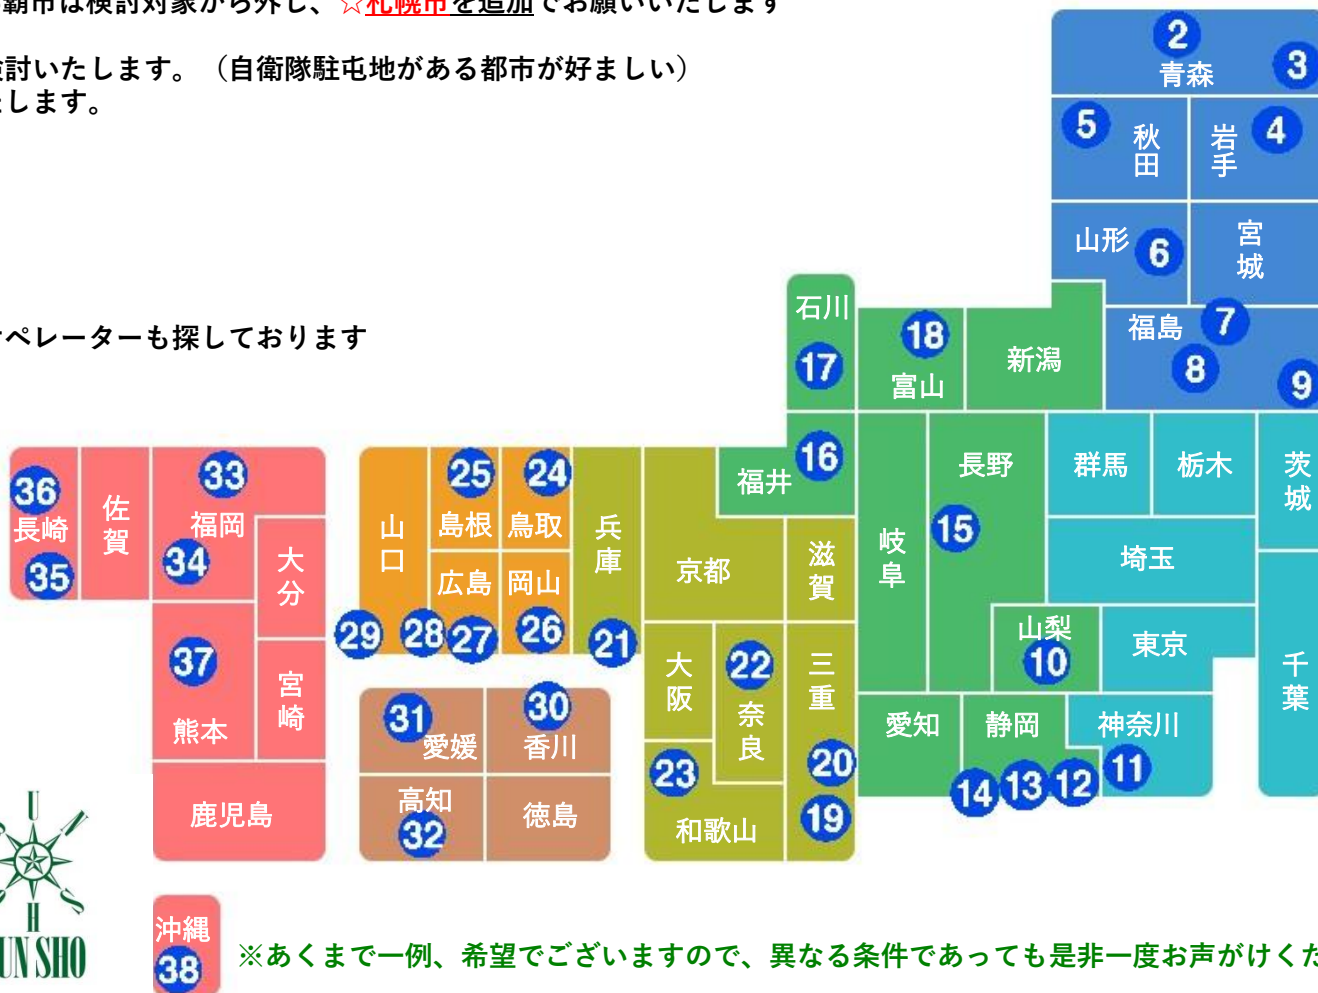 覇市は検討対象から外し、☆札幌市を追加でお願いいたします
討いたします。（自衛隊駐屯地がある都市が好ましい）
します。
ペレーターも探しております
2
青森
3
5
秋田
岩手
4
山形
6
宮城
石川
17
18
富山
新潟
福島
7
8
9
36
長崎
35
佐賀
33
福岡
34
大分
山口
25
島根
24
鳥取
兵庫
京都
福井
16
滋賀
岐阜
長野
15
群馬
栃木
茨城
埼玉
広島
岡山
29
28
27
26
21
山梨
10
東京
千葉
37
熊本
宮崎
31
愛媛
30
香川
大阪
22
奈良
三重
20
19
愛知
静岡
神奈川
14
13
12
11
鹿児島
高知
32
徳島
23
和歌山
U
N
S
H
UN SHO
沖縄
38
※あくまで一例、希望でございますので、異なる条件であっても是非一度お声がけくだ